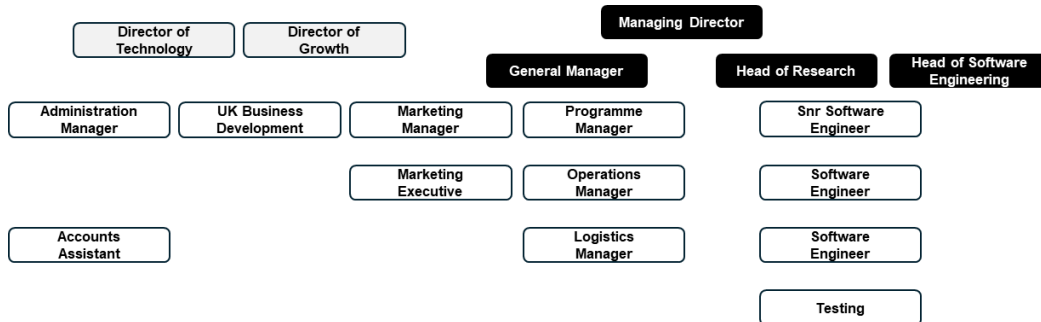 Managing Director
Director of
Technology
Director of
Growth
General Manager
Head of Research
Head of Software
Engineering
Administration
Manager
UK Business
Development
Marketing
Manager
Programme
Manager
Snr Software
Engineer
Marketing
Executive
Operations
Manager
Software
Engineer
Accounts
Assistant
Logistics
Manager
Software
Engineer
Testing